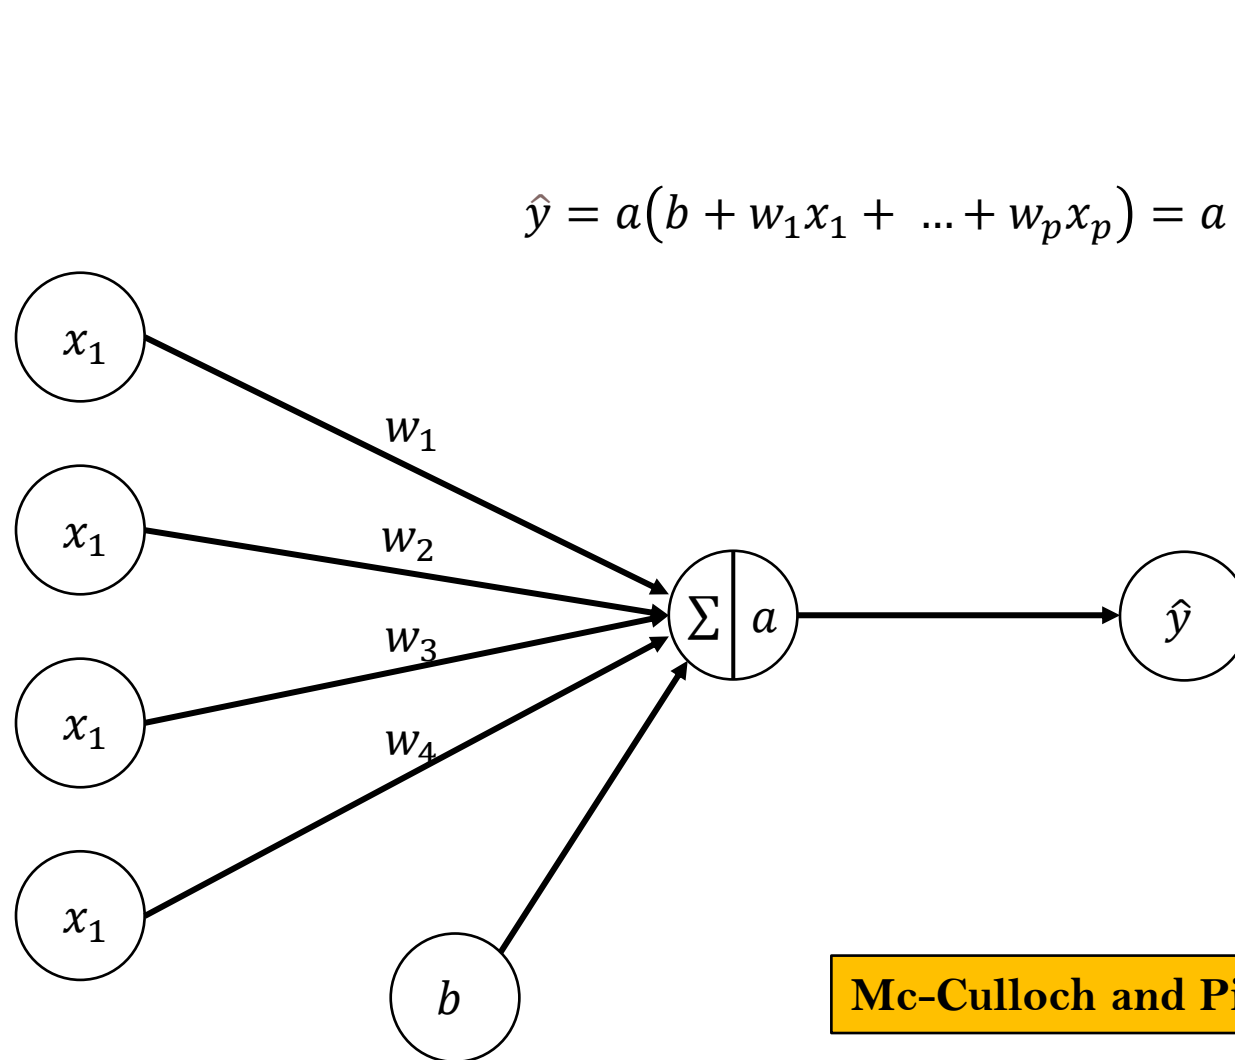 ŷ = a(b + w₁x₁ + ... + wₚxₚ) = a
x₁
w₁
x₁
w₂
Σ a
ŷ
w₃
x₁
w₄
x₁
b
Mc-Culloch and Pi